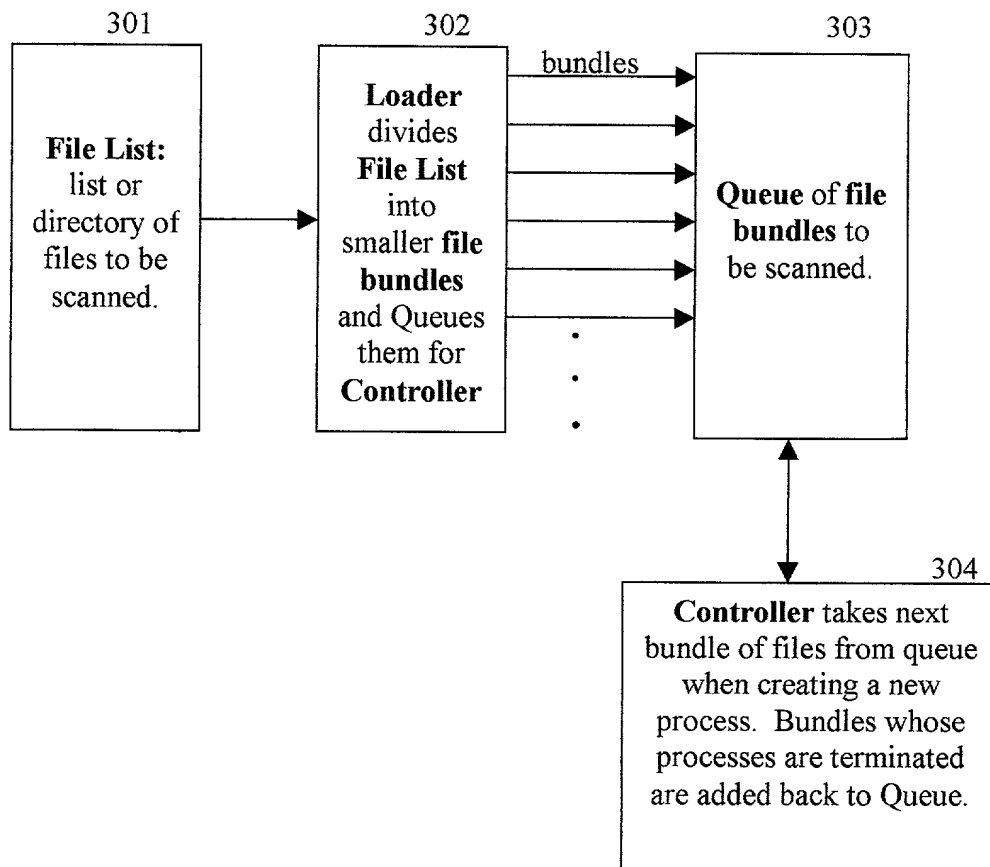 301
File List:
list or
directory of
files to be
scanned.
302
Loader
divides
File List
into
smaller file
bundles
and Queues
them for
Controller
bundles
303
Queue of file
bundles to
be scanned.
304
Controller takes next
bundle of files from queue
when creating a new
process. Bundles whose
processes are terminated
are added back to Queue.